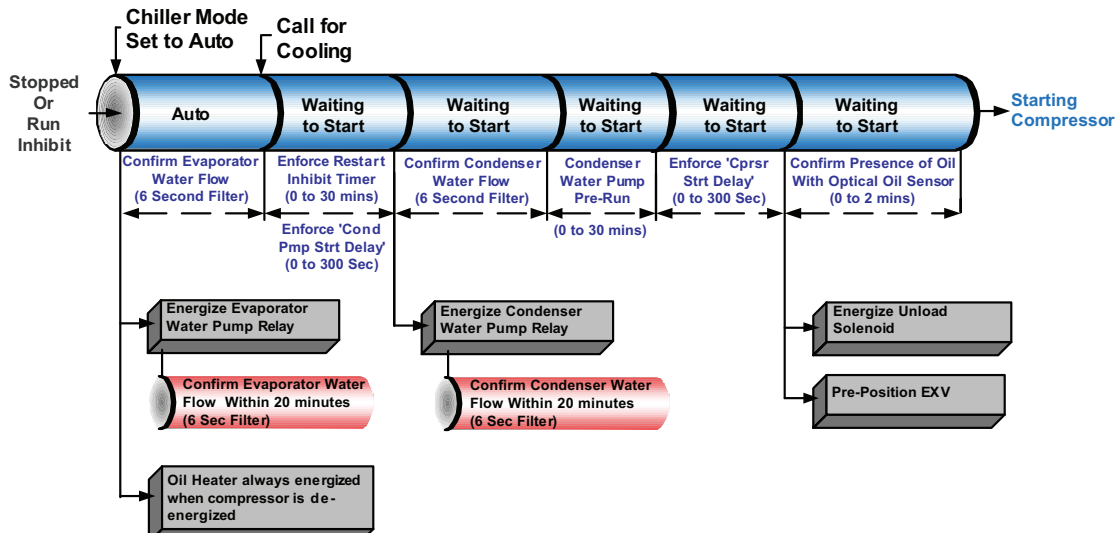 Chiller Mode
Set to Auto
Call for
Cooling
Stopped
Or
Run
Inhibit
Auto
Waiting
to Start
Waiting
to Start
Waiting
to Start
Waiting
to Start
Waiting
to Start
Starting
Compressor
Confirm Evaporator
Water Flow
(6 Second Filter)
Enforce Restart
Inhibit Timer
(0 to 30 mins)
Enforce 'Cond
Pmp Strt Delay'
(0 to 300 Sec)
Confirm Condenser
Water Flow
(6 Second Filter)
Condenser
Water Pump
Pre-Run
(0 to 30 mins)
Enforce 'Cprsr
Strt Delay'
(0 to 300 Sec)
Confirm Presence of Oil
With Optical Oil Sensor
(0 to 2 mins)
Energize Evaporator
Water Pump Relay
Confirm Evaporator Water
Flow Within 20 minutes
(6 Sec Filter)
Oil Heater always energized
when compressor is de-
energized
Energize Condenser
Water Pump Relay
Confirm Condenser Water
Flow Within 20 minutes
(6 Sec Filter)
Energize Unload
Solenoid
Pre-Position EXV